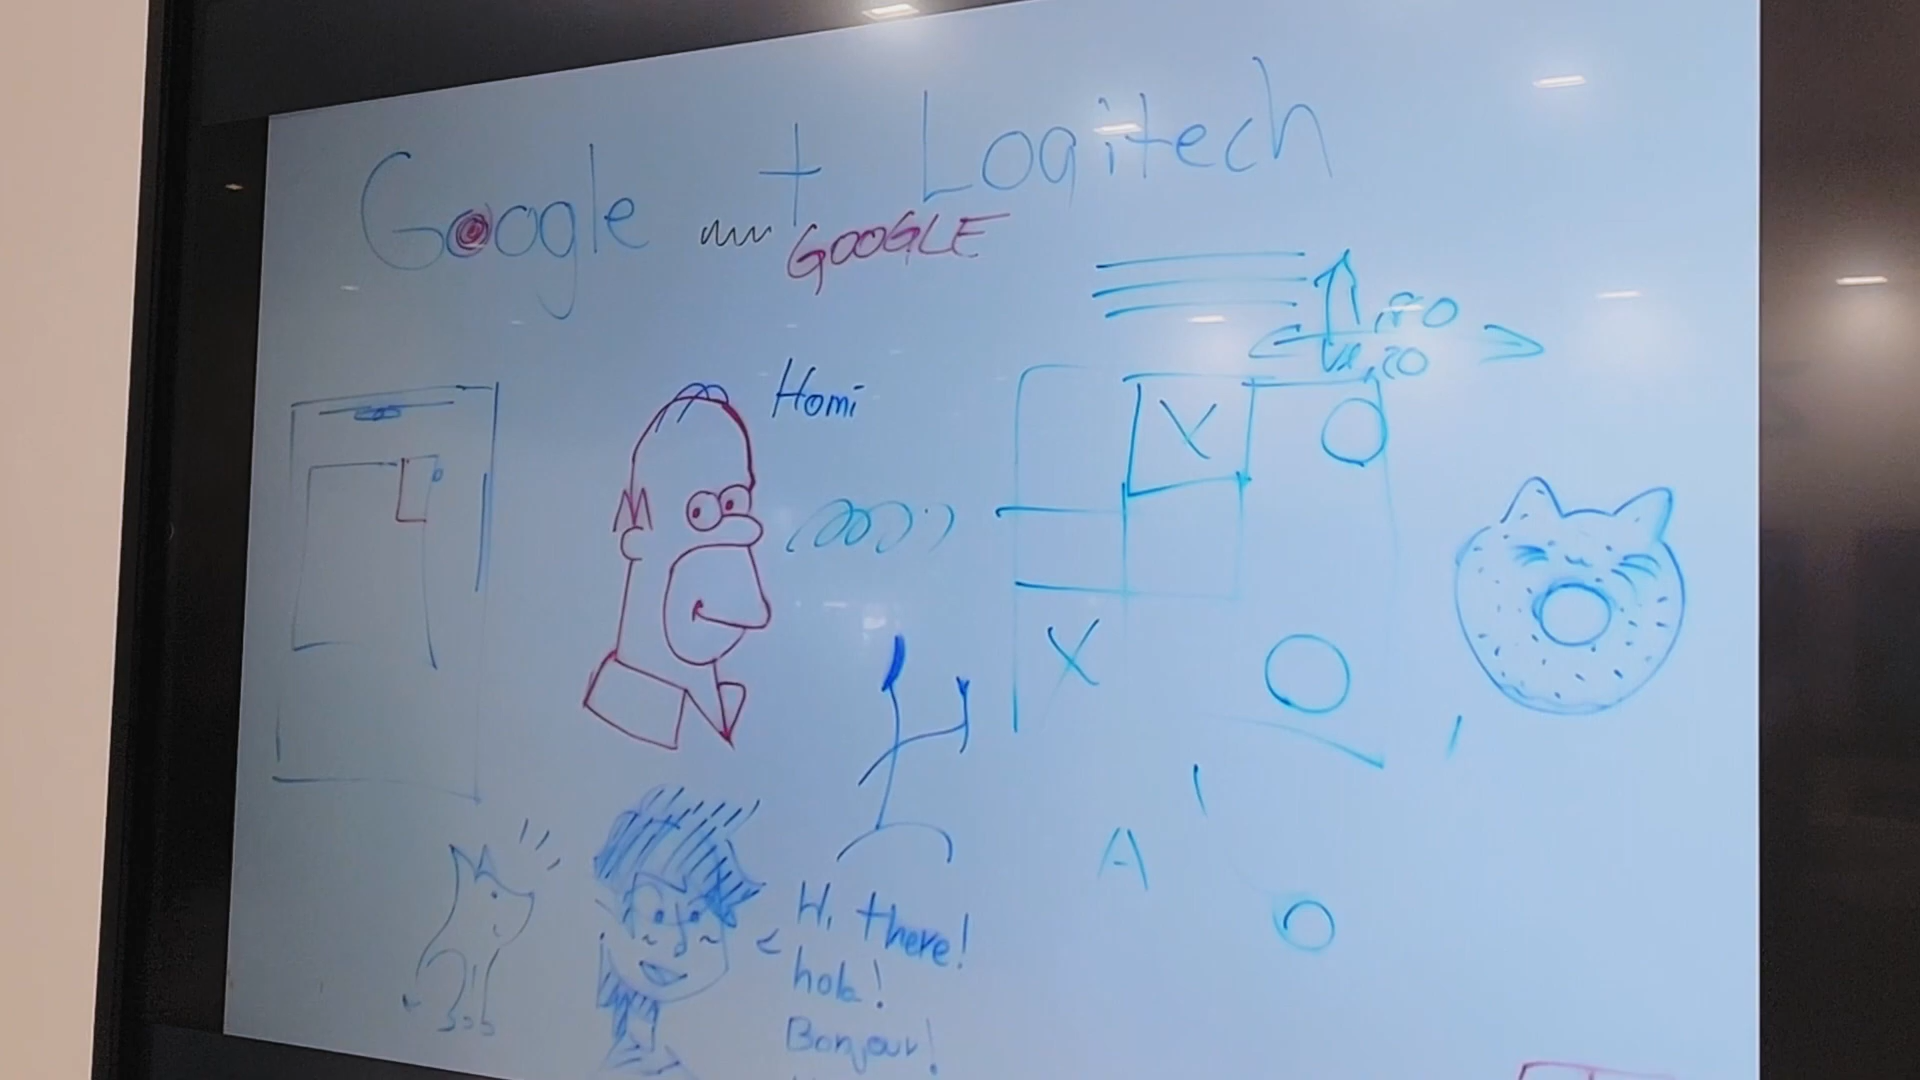 Google + Logitech
GOOGLE
Homi
X
X
A
Hi, there!
hola!
Bonjour!